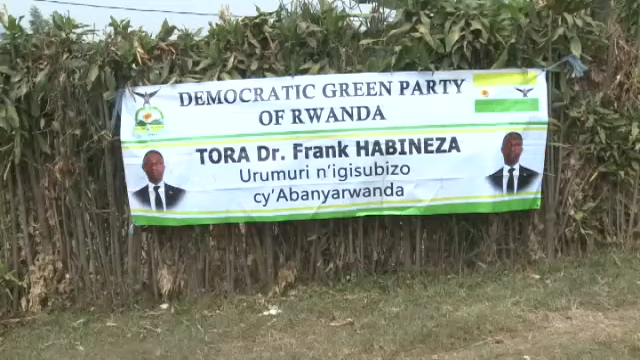 DEMOCRATIC GREEN PARTY
OF RWANDA
TORA Dr. Frank HABINEZA
Urumuri n'igisubizo
cy'Abanyarwanda